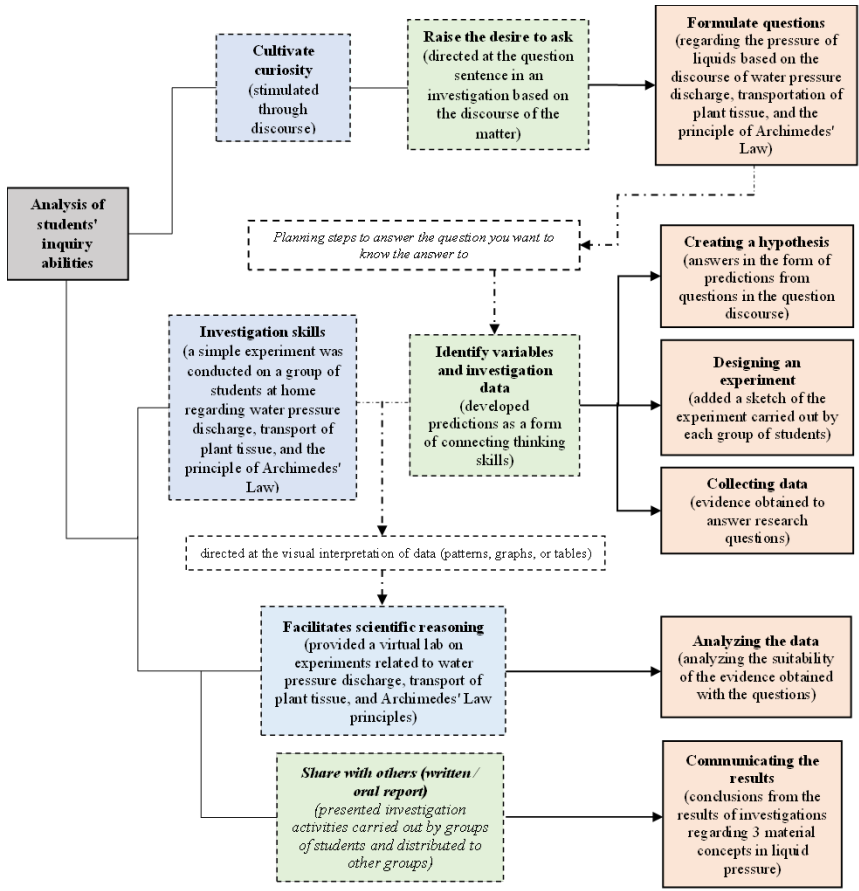 Cultivate
curiosity
(stimulated
through
discourse)
Raise the desire to ask
(directed at the question
sentence in an
investigation based on
the discourse of the
matter)
Formulate questions
(regarding the pressure of
liquids based on the
discourse of water pressure
discharge, transportation of
plant tissue, and the
principle of Archimedes'
Law)
Analysis of
students'
inquiry
abilities
Planning steps to answer the question you want to
know the answer to
Creating a hypothesis
(answers in the form of
predictions from
questions in the question
discourse)
Investigation skills
(a simple experiment was
conducted on a group of
students at home
regarding water pressure
discharge, transport of
plant tissue, and the
principle of Archimedes'
Law)
Identify variables
and investigation
data
(developed
predictions as a form
of connecting thinking
skills)
Designing an
experiment
(added a sketch of the
experiment carried out by
each group of students)
Collecting data
(evidence obtained to
answer research
questions)
directed at the visual interpretation of data (patterns, graphs, or tables)
Facilitates scientific reasoning
(provided a virtual lab on
experiments related to water
pressure discharge, transport of
plant tissue, and Archimedes' Law
principles)
Analyzing the data
(analyzing the suitability
of the evidence obtained
with the questions)
Share with others (written /
oral report)
(presented investigation
activities carried out by groups
of students and distributed to
other groups)
Communicating the
results
(conclusions from the
results of investigations
regarding 3 material
concepts in liquid
pressure)